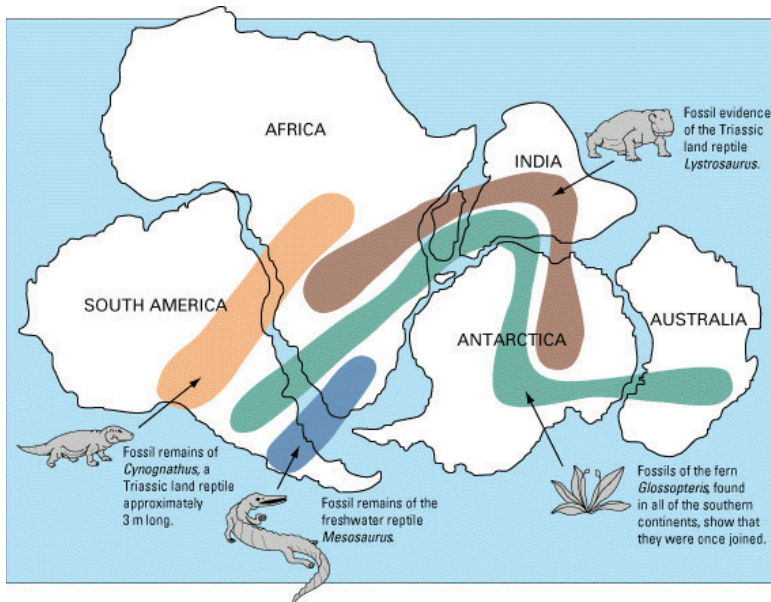 AFRICA
INDIA
Fossil evidence
of the Triassic
land reptile
Lystrosaurus.
SOUTH AMERICA
ANTARCTICA
AUSTRALIA
Fossil remains of
Cynognathus, a
Triassic land reptile
approximately
3 m long.
Fossil remains of the
freshwater reptile
Mesosaurus.
Fossils of the fern
Glossopteris, found
in all of the southern
continents, show that
they were once joined.